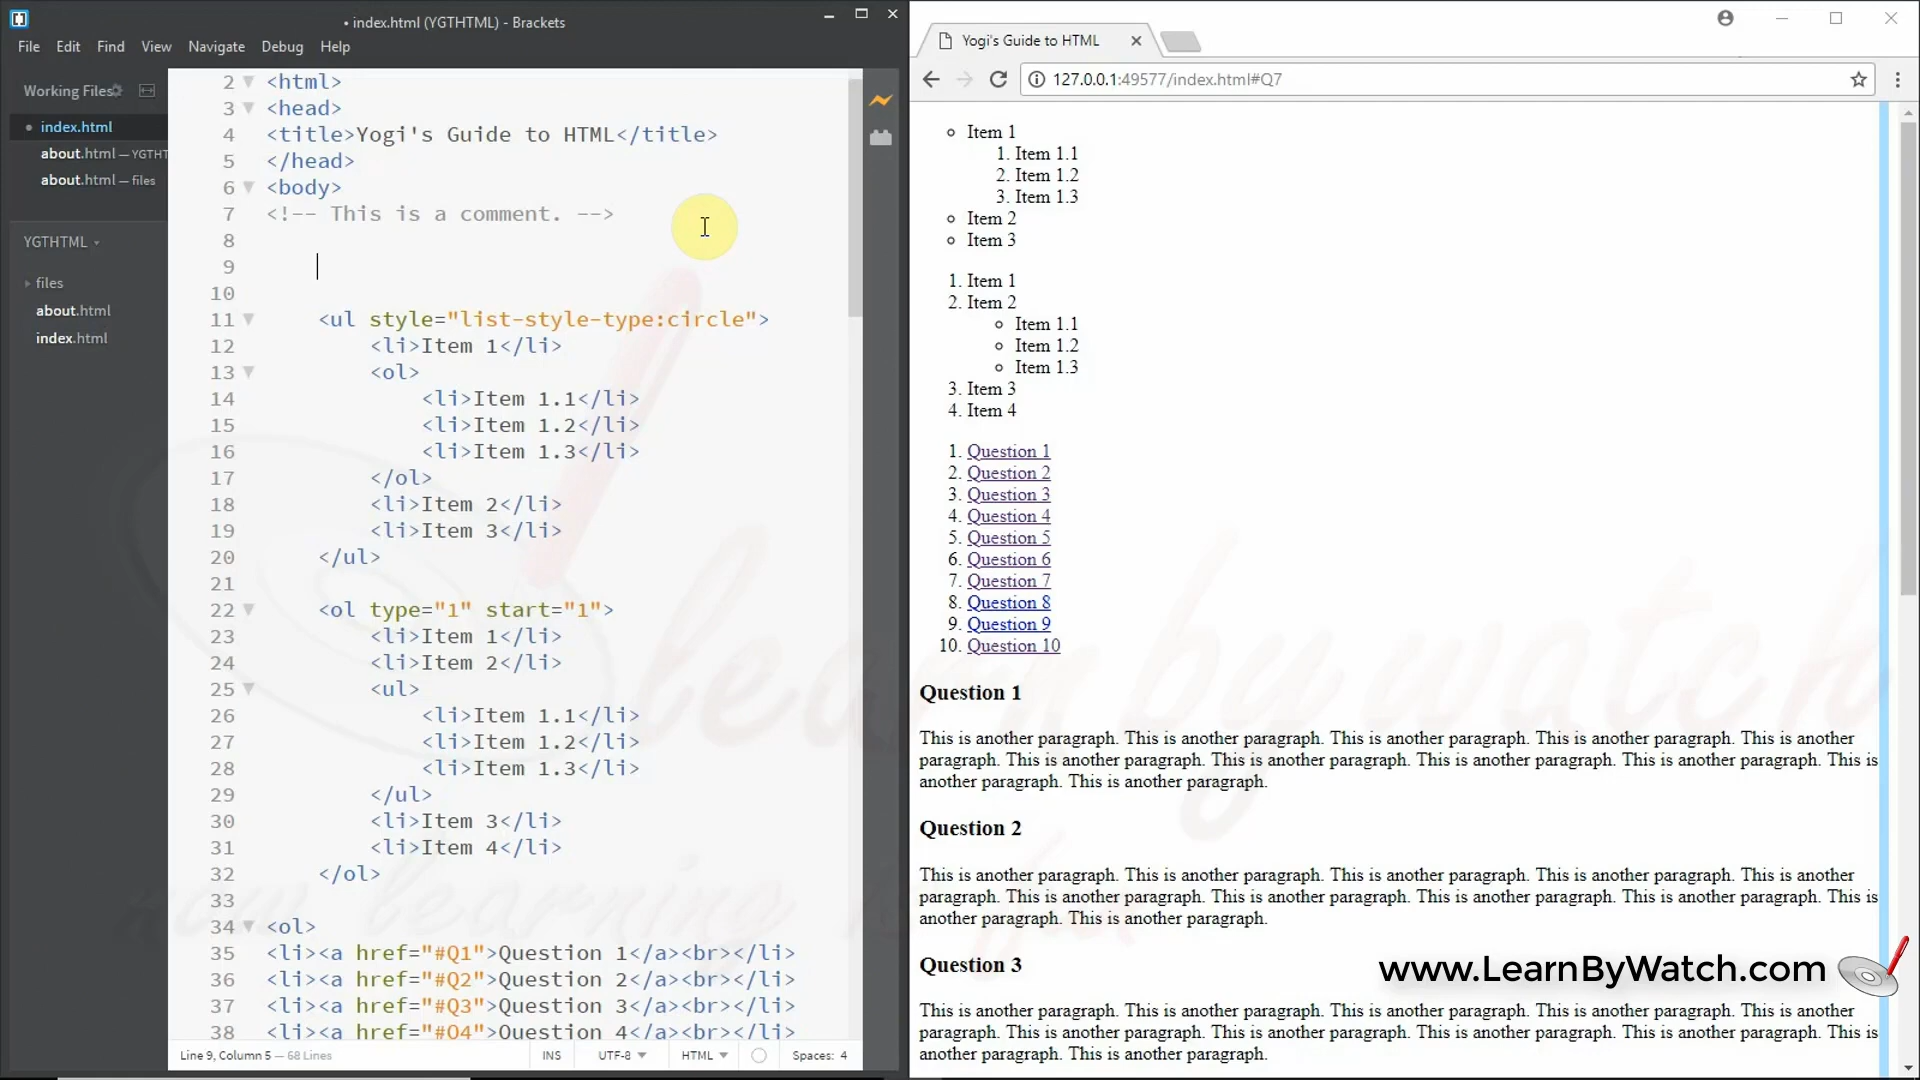 • index.html (YGTHTML) - Brackets
File Edit Find View Navigate Debug Help
Working Files
• index.html
about.html — YGTHT
about.html — files
YGTHTML
files
about.html
index.html
2 <html>
3 <head>
4 <title>Yogi's Guide to HTML</title>
5 </head>
6 <body>
7 <!-- This is a comment. -->
8
9
10
11 <ul style="list-style-type:circle">
12 <li>Item 1</li>
13 <ol>
14 <li>Item 1.1</li>
15 <li>Item 1.2</li>
16 <li>Item 1.3</li>
17 </ol>
18 <li>Item 2</li>
19 <li>Item 3</li>
20 </ul>
21
22 <ol type="1" start="1">
23 <li>Item 1</li>
24 <li>Item 2</li>
25 <ul>
26 <li>Item 1.1</li>
27 <li>Item 1.2</li>
28 <li>Item 1.3</li>
29 </ul>
30 <li>Item 3</li>
31 <li>Item 4</li>
32 </ol>
33
34 <ol>
35 <li><a href="#Q1">Question 1</a><br></li>
36 <li><a href="#Q2">Question 2</a><br></li>
37 <li><a href="#Q3">Question 3</a><br></li>
38 <li><a href="#Q4">Question 4</a><br></li>
Line 9, Column 5 — 68 Lines
INS UTF-8 HTML Spaces: 4
Yogi's Guide to HTML
127.0.0.1:49577/index.html#Q7
Item 1
1. Item 1.1
2. Item 1.2
3. Item 1.3
Item 2
Item 3
1. Item 1
2. Item 2
Item 1.1
Item 1.2
Item 1.3
3. Item 3
4. Item 4
1. Question 1
2. Question 2
3. Question 3
4. Question 4
5. Question 5
6. Question 6
7. Question 7
8. Question 8
9. Question 9
10. Question 10
Question 1
This is another paragraph. This is another paragraph. This is another paragraph. This is another paragraph. This is another
paragraph. This is another paragraph. This is another paragraph. This is another paragraph. This is another paragraph. This is
another paragraph. This is another paragraph.
Question 2
This is another paragraph. This is another paragraph. This is another paragraph. This is another paragraph. This is another
paragraph. This is another paragraph. This is another paragraph. This is another paragraph. This is another paragraph. This is
another paragraph. This is another paragraph.
Question 3
This is another paragraph. This is another paragraph. This is another paragraph. This is another paragraph. This is another
paragraph. This is another paragraph. This is another paragraph. This is another paragraph. This is another paragraph. This is
another paragraph. This is another paragraph.
learnbywatch
now learning is fun
www.LearnByWatch.com